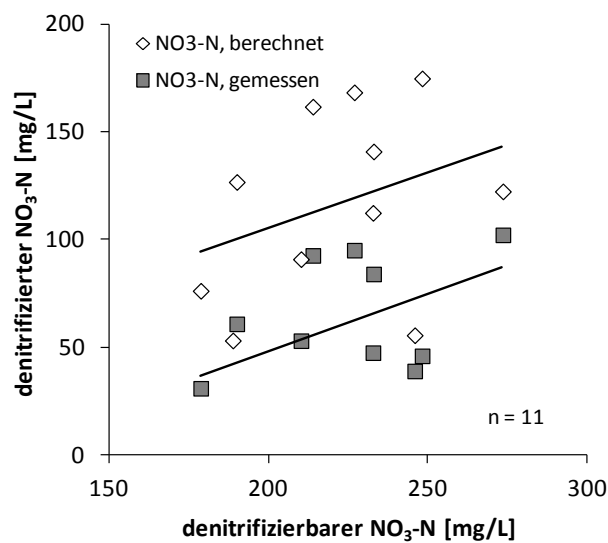 200
150
100
50
0
150
200
250
300
denitrifizierter NO₃-N [mg/L]
NO3-N, berechnet
NO3-N, gemessen
n = 11
denitrifizierbarer NO₃-N [mg/L]